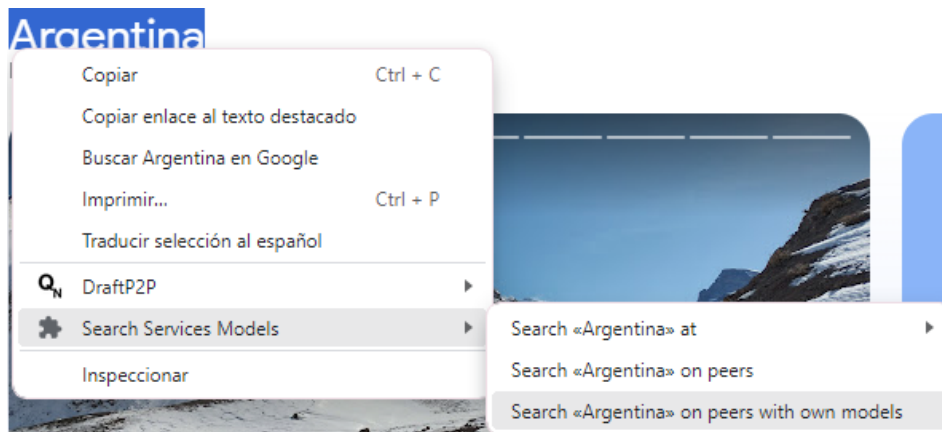 Argentina
Copiar Ctrl + C
Copiar enlace al texto destacado
Buscar Argentina en Google
Imprimir... Ctrl + P
Traducir selección al español
QN DraftP2P
Search Services Models
Search «Argentina» at
Search «Argentina» on peers
Inspeccionar
Search «Argentina» on peers with own models